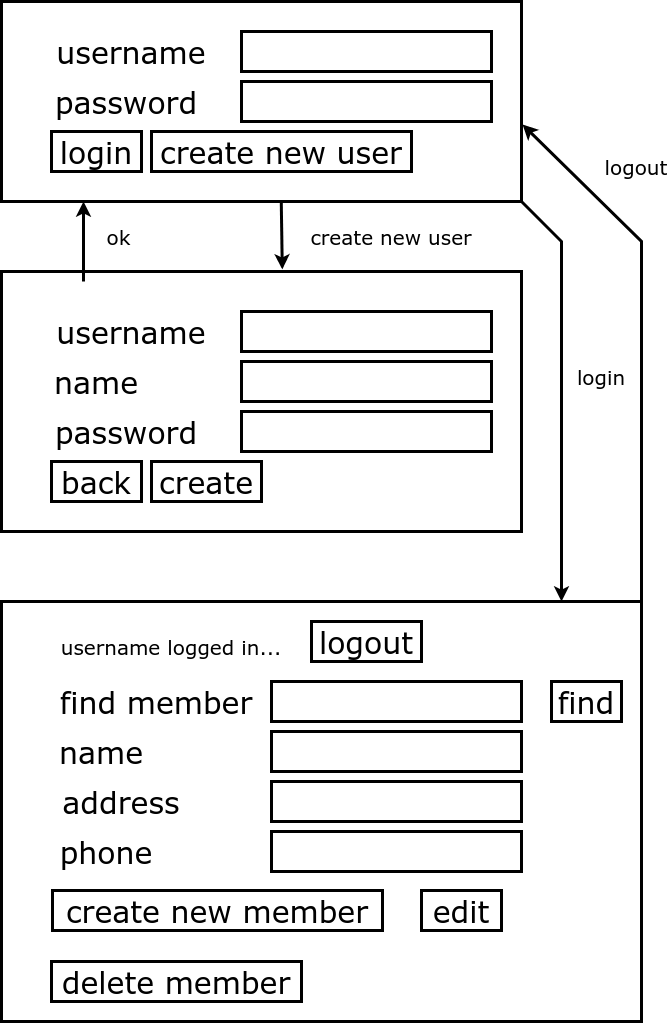 username
password
login create new user
logout
ok create new user
username
name
password
back create
login
username logged in... logout
find member find
name
address
phone
create new member edit
delete member